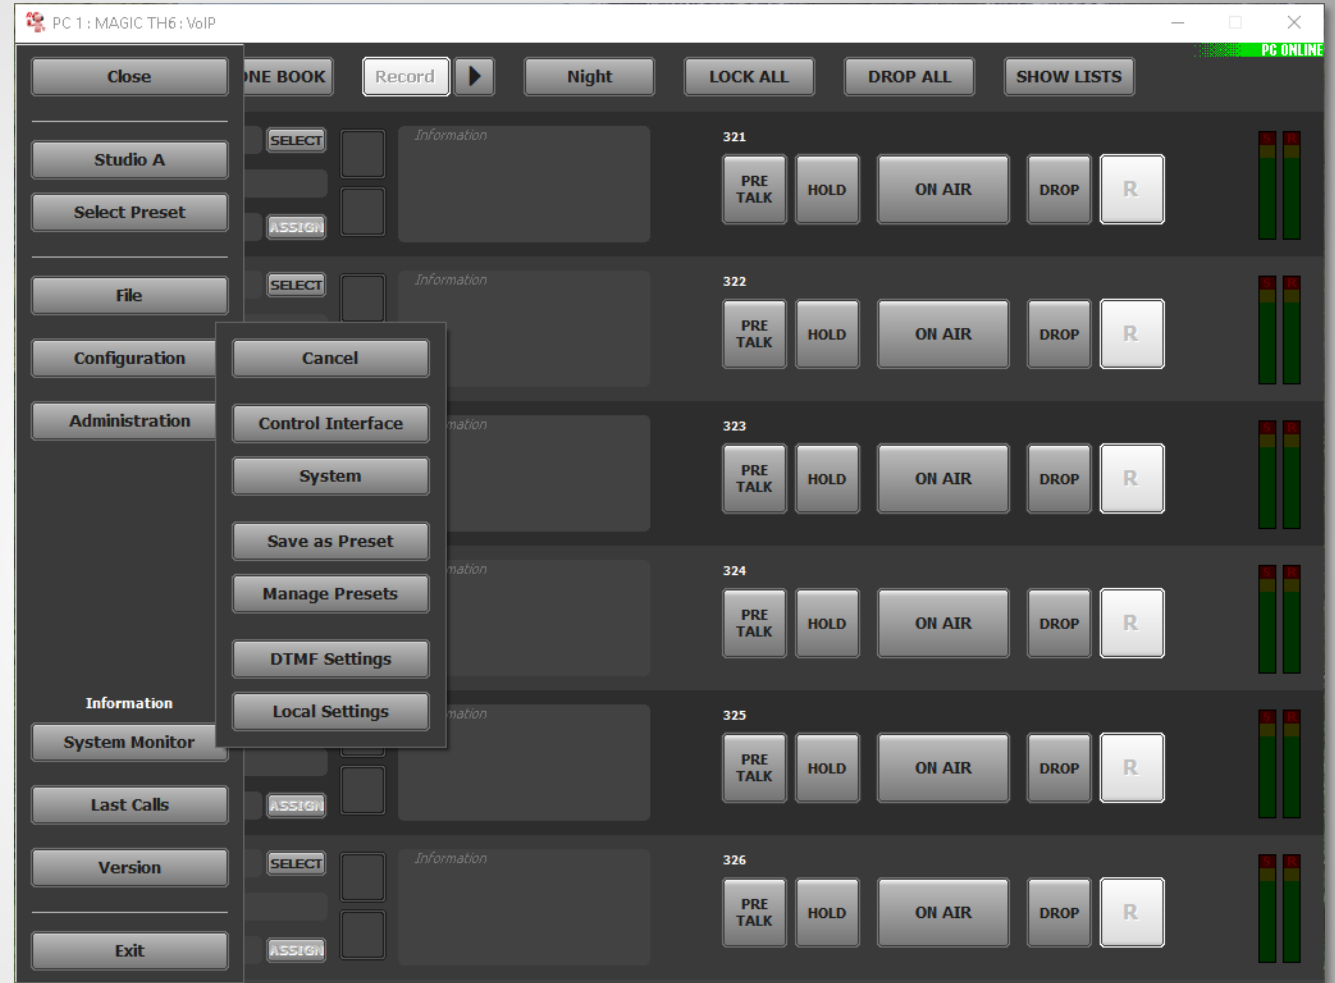 PC 1 : MAGIC TH6 : VoIP
PC ONLINE
Close
NE BOOK
Record
Night
LOCK ALL
DROP ALL
SHOW LISTS
Studio A
Select Preset
File
Configuration
Administration
Information
System Monitor
Last Calls
Version
Exit
Cancel
Control Interface
System
Save as Preset
Manage Presets
DTMF Settings
Local Settings
SELECT
ASSIGN
Information
321
PRE
TALK
HOLD
ON AIR
DROP
R
S R
SELECT
Information
322
PRE
TALK
HOLD
ON AIR
DROP
R
S R
mation
323
PRE
TALK
HOLD
ON AIR
DROP
R
S R
mation
324
PRE
TALK
HOLD
ON AIR
DROP
R
S R
mation
ASSIGN
325
PRE
TALK
HOLD
ON AIR
DROP
R
S R
SELECT
ASSIGN
Information
326
PRE
TALK
HOLD
ON AIR
DROP
R
S R